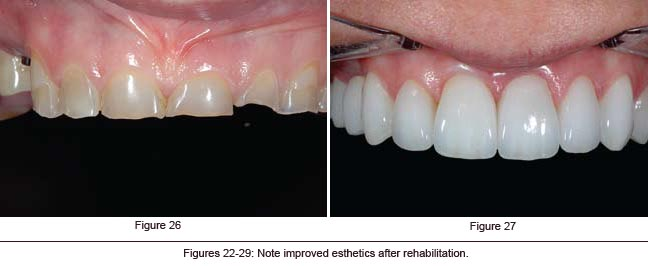 Figure 26
Figure 27
Figures 22-29: Note improved esthetics after rehabilitation.